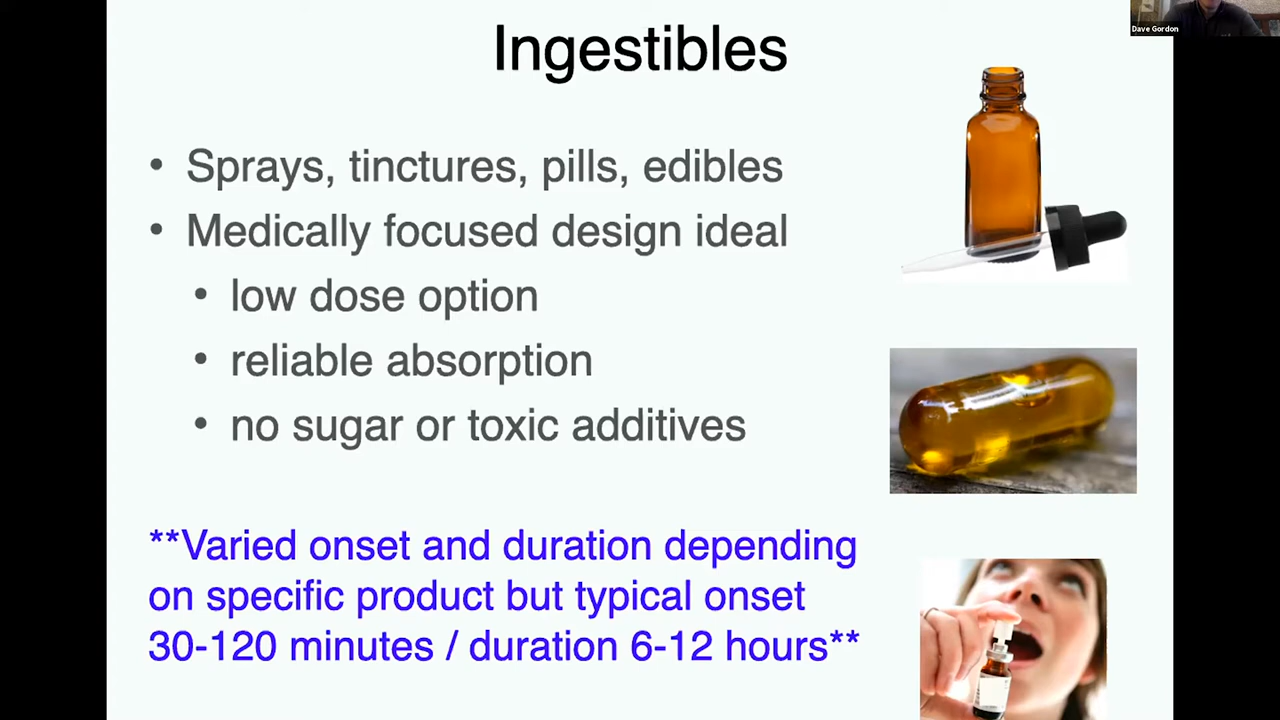 Ingestibles
Dave Gordon
• Sprays, tinctures, pills, edibles
• Medically focused design ideal
• low dose option
• reliable absorption
• no sugar or toxic additives
**Varied onset and duration depending
on specific product but typical onset
30-120 minutes / duration 6-12 hours**